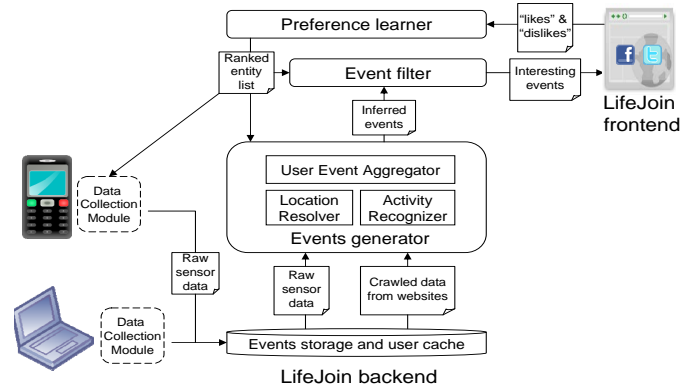 Preference learner
"likes" &
"dislikes"
Ranked
entity
list
Event filter
Interesting
events
LifeJoin
frontend
Inferred
events
User Event Aggregator
Location
Resolver
Activity
Recognizer
Events generator
Data
Collection
Module
Raw
sensor
data
Raw
sensor
data
Crawled data
from websites
Data
Collection
Module
Events storage and user cache
LifeJoin backend